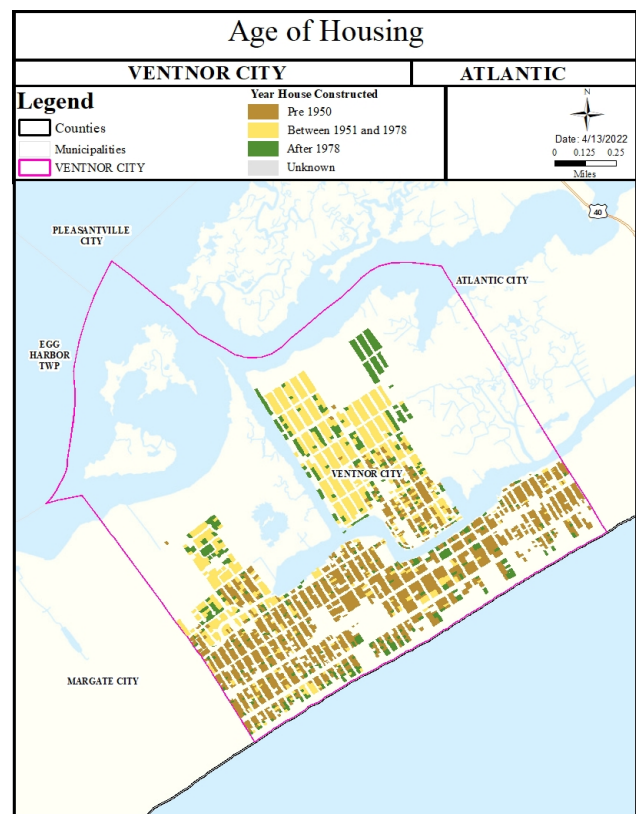 Age of Housing
VENTNOR CITY
ATLANTIC
Legend
Counties
Municipalities
VENTNOR CITY
Year House Constructed
Pre 1950
Between 1951 and 1978
After 1978
Unknown
N
Date: 4/13/2022
0 0.125 0.25
Miles
40
PLEASANTVILLE
CITY
ATLANTIC CITY
EGG
HARBOR
TWP
VENTNOR CITY
MARGATE CITY